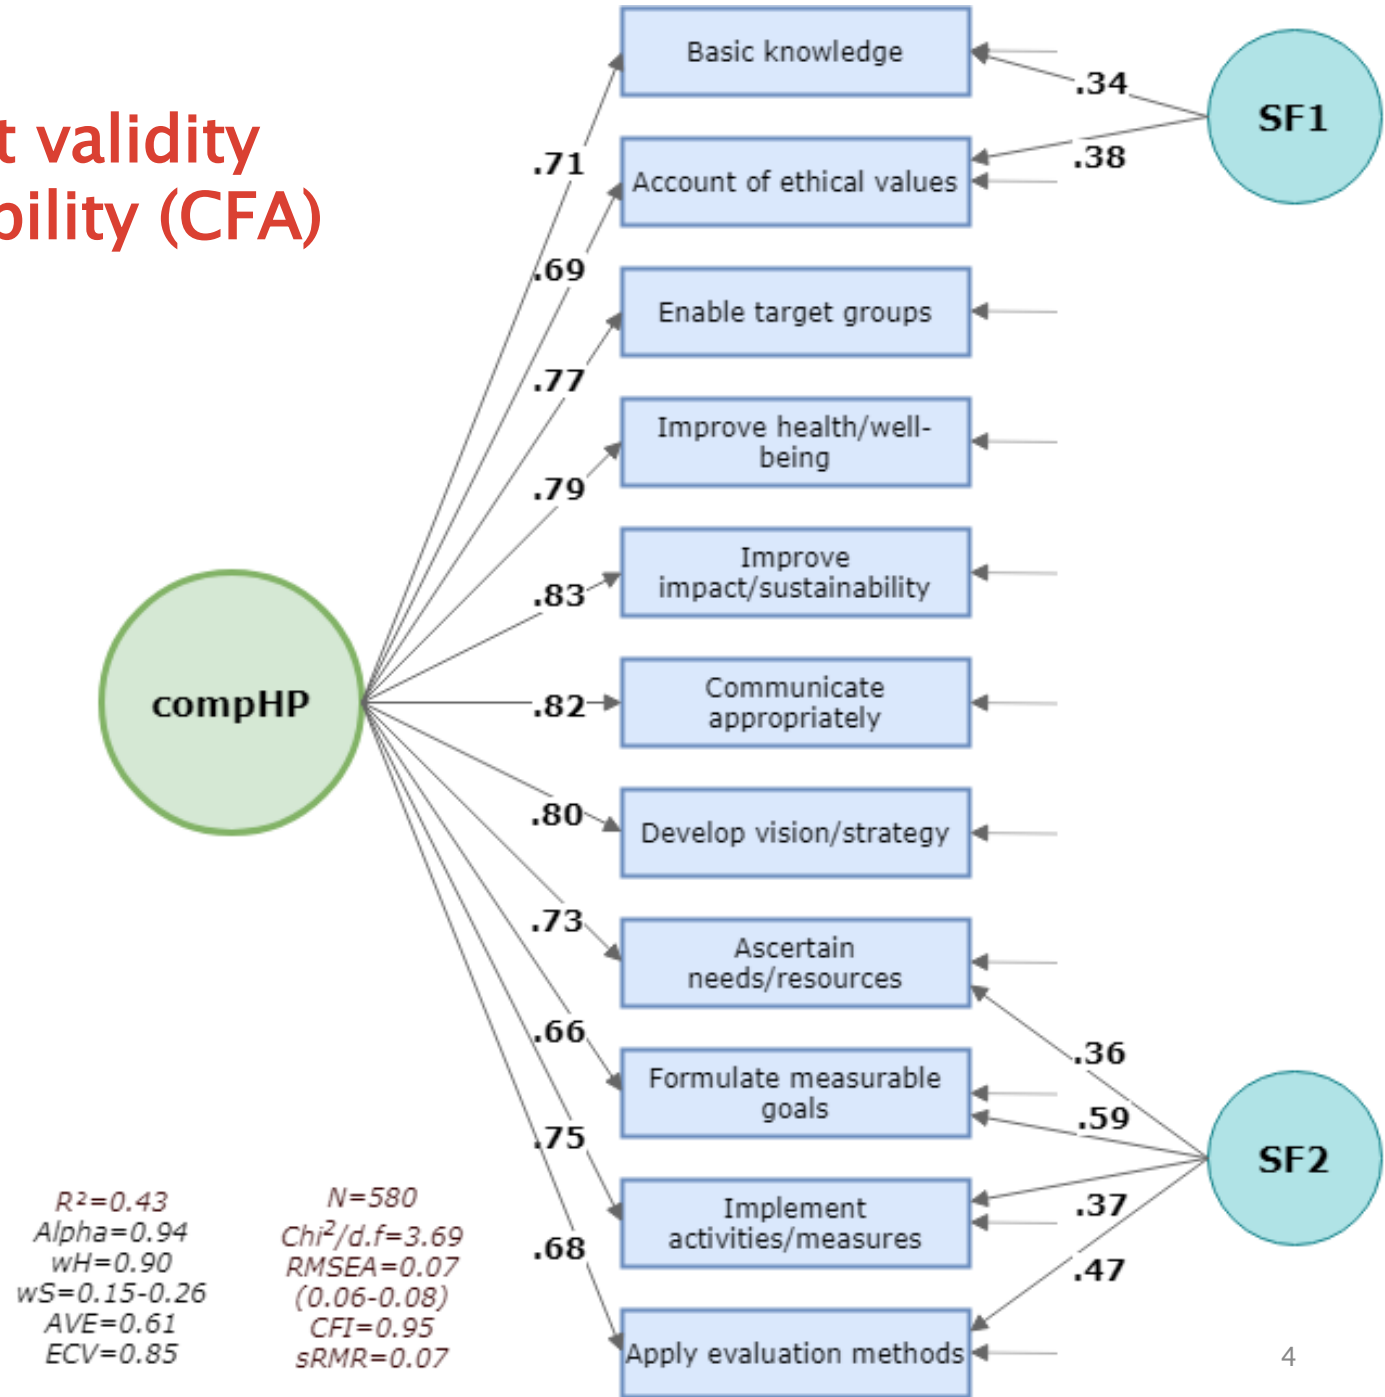 t validity
bility (CFA)
Basic knowledge
Account of ethical values
Enable target groups
Improve health/well-
being
Improve
impact/sustainability
Communicate
appropriately
Develop vision/strategy
Ascertain
needs/resources
Formulate measurable
goals
Implement
activities/measures
Apply evaluation methods
compHP
.71
.69
.77
.79
.83
.82
.80
.73
.66
.75
.68
SF1
.34
.38
SF2
.36
.59
.37
.47
R²=0.43
Alpha=0.94
wH=0.90
wS=0.15-0.26
AVE=0.61
ECV=0.85
N=580
Chi²/d.f=3.69
RMSEA=0.07
(0.06-0.08)
CFI=0.95
sRMR=0.07
4